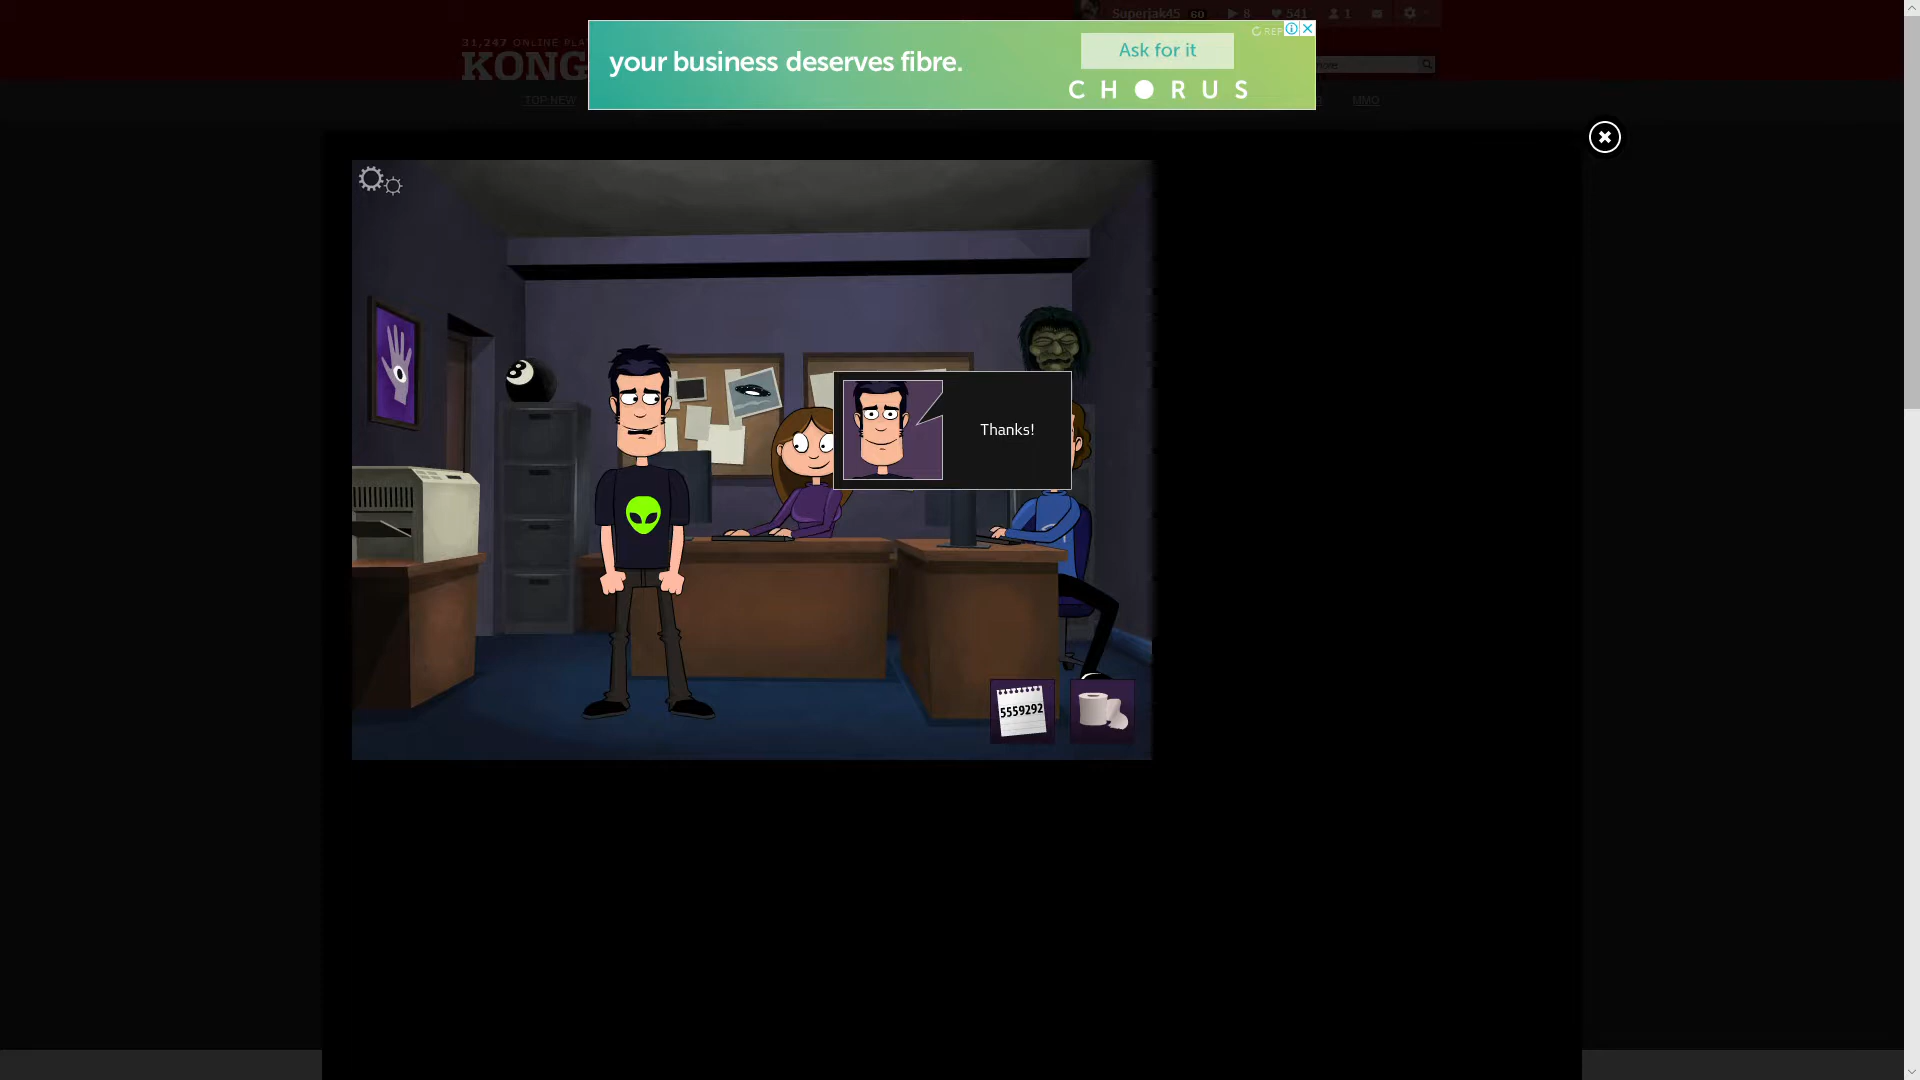 Superjak45 60 8 541 1
31,247 ONLINE PLA
KONG
your business deserves fibre.
Ask for it
CHORUS
TOP NEW
MMO
Thanks!
5559292